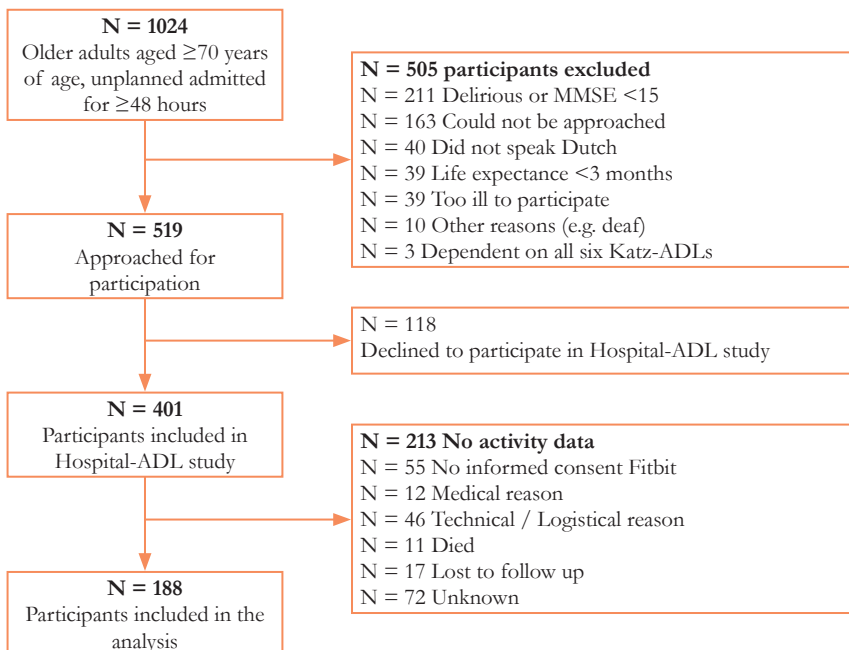 N = 1024
Older adults aged ≥70 years
of age, unplanned admitted
for ≥48 hours
N = 505 participants excluded
N = 211 Delirious or MMSE <15
N = 163 Could not be approached
N = 40 Did not speak Dutch
N = 39 Life expectance <3 months
N = 39 Too ill to participate
N = 10 Other reasons (e.g. deaf)
N = 3 Dependent on all six Katz-ADLs
N = 519
Approached for
participation
N = 118
Declined to participate in Hospital-ADL study
N = 401
Participants included in
Hospital-ADL study
N = 213 No activity data
N = 55 No informed consent Fitbit
N = 12 Medical reason
N = 46 Technical / Logistical reason
N = 11 Died
N = 17 Lost to follow up
N = 72 Unknown
N = 188
Participants included in the
analysis